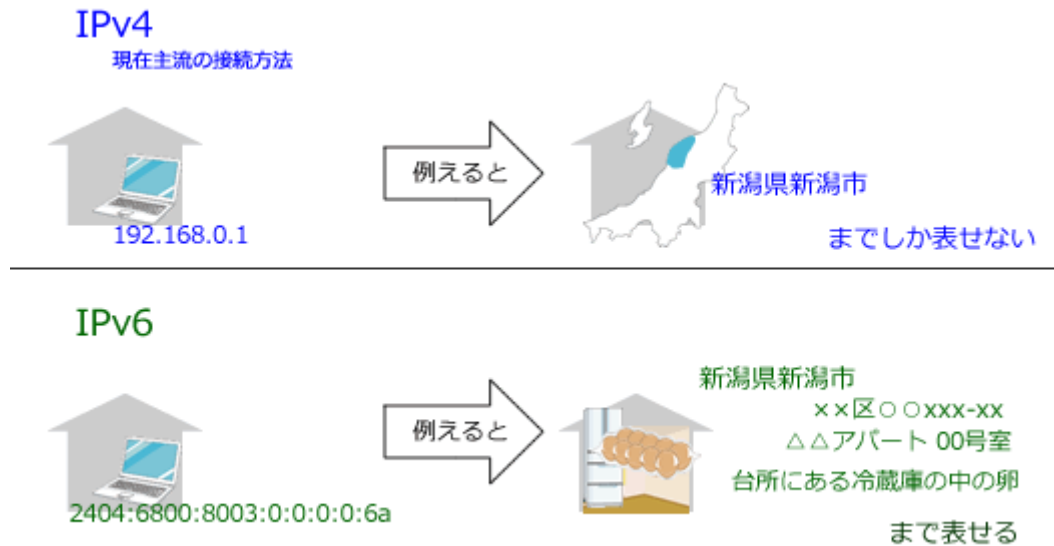 IPv4
現在主流の接続方法
例えると
新潟県新潟市
192.168.0.1
までしか表せない
IPv6
新潟県新潟市
××区○○xxx-xx
例えると
△△アパート 00号室
台所にある冷蔵庫の中の卵
2404:6800:8003:0:0:0:0:6a
まで表せる